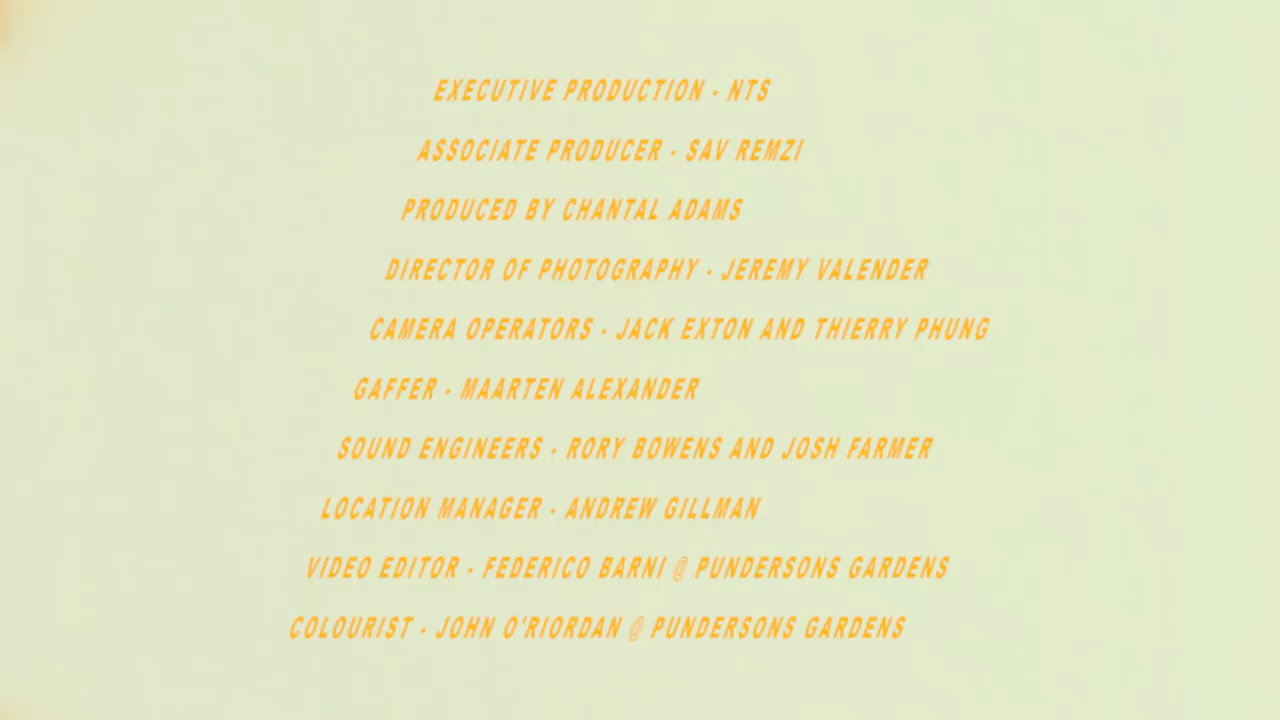 EXECUTIVE PRODUCTION - NTS
ASSOCIATE PRODUCER - SAV REMZI
PRODUCED BY CHANTAL ADAMS
DIRECTOR OF PHOTOGRAPHY - JEREMY VALENDER
CAMERA OPERATORS - JACK EXTON AND THIERRY PHUNG
GAFFER - MAARTEN ALEXANDER
SOUND ENGINEERS - RORY BOWENS AND JOSH FARMER
LOCATION MANAGER - ANDREW GILLMAN
VIDEO EDITOR - FEDERICO BARNI @ PUNDERSONS GARDENS
COLOURIST - JOHN O'RIORDAN @ PUNDERSONS GARDENS